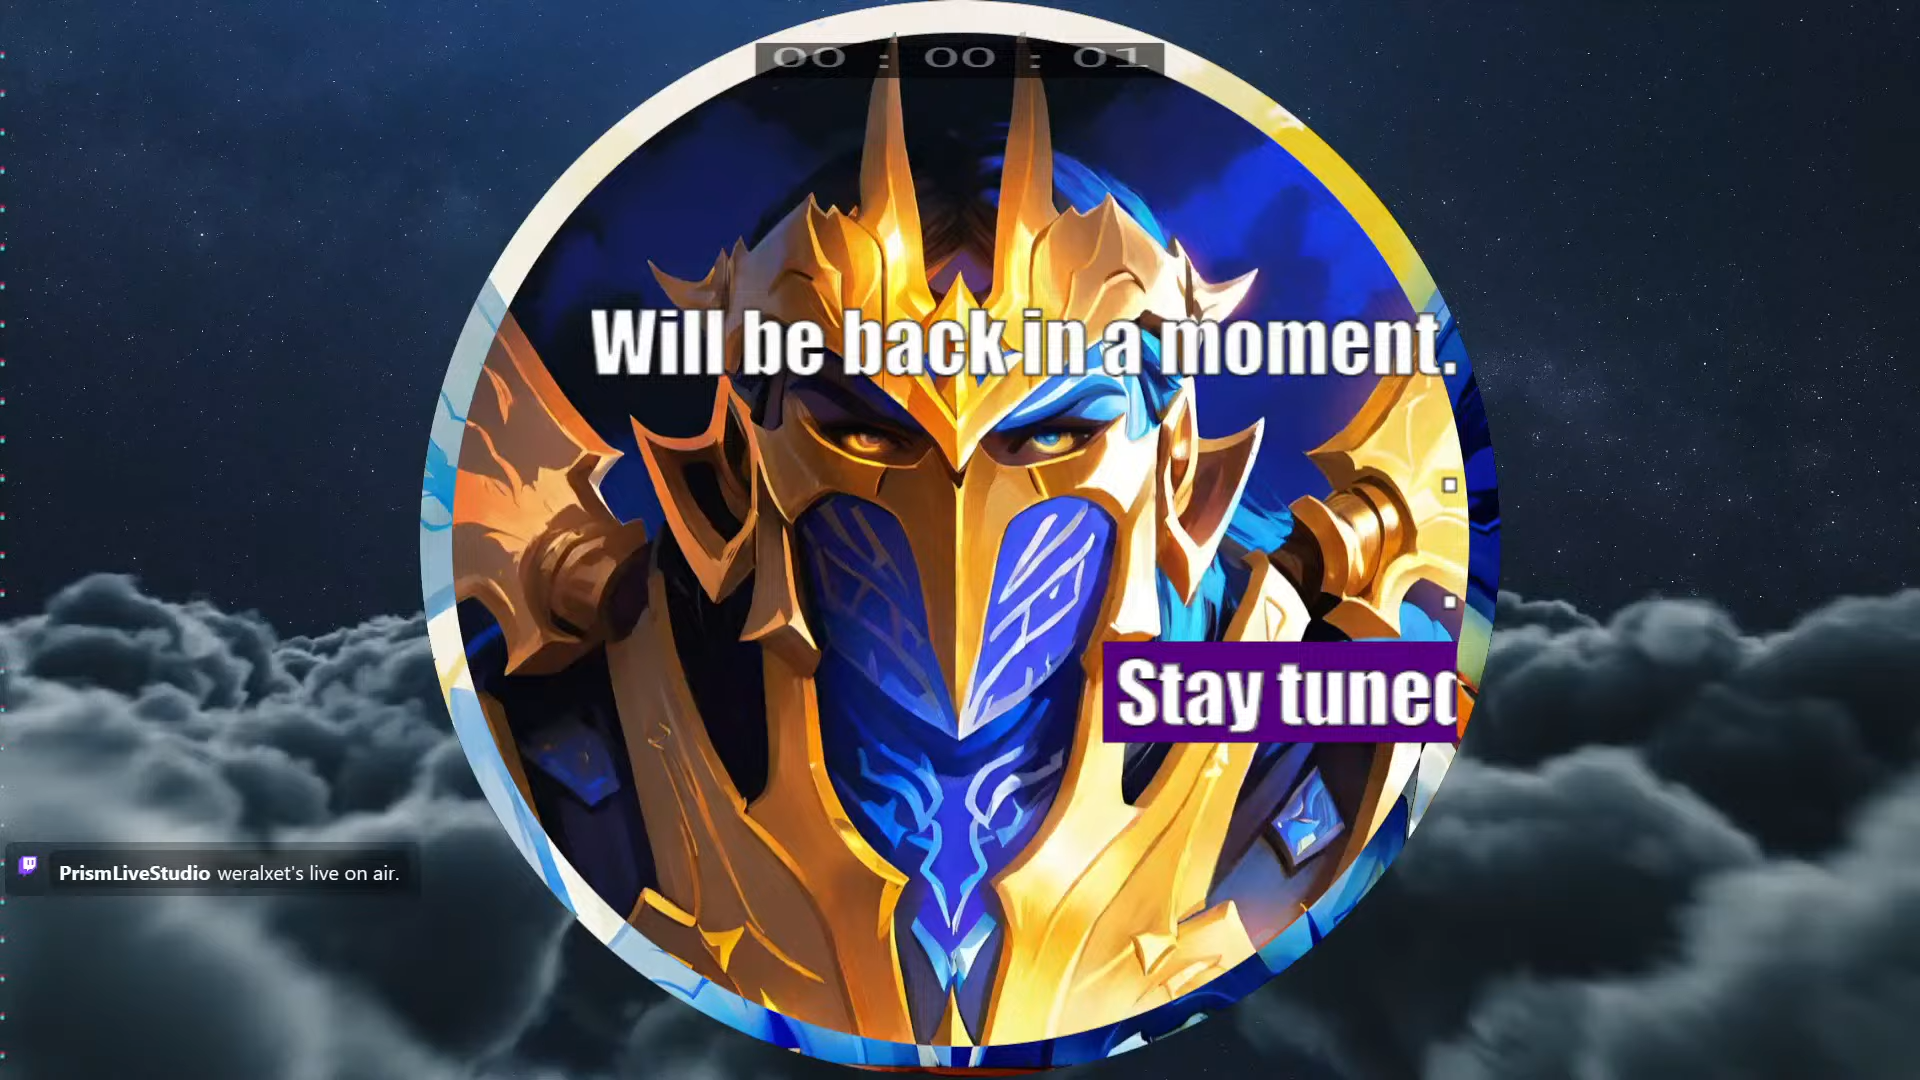 00 : 00 : 01
Will be back in a moment.
.
.
Stay tuned
PrismLiveStudio weralxet's live on air.